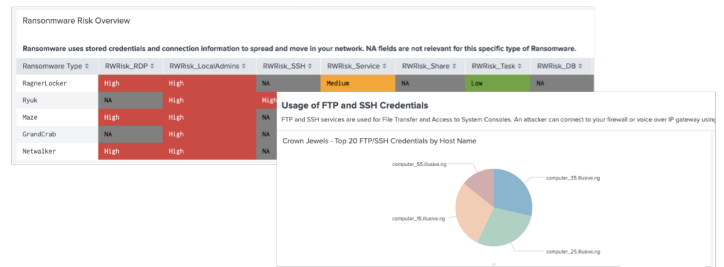 Ransonmware Risk Overview
Ransomware uses stored credentials and connection information to spread and move in your network. NA fields are not relevant for this specific type of Ransomware.
Ransomware Type RWRisk_RDP RWRisk_LocalAdmins RWRisk_SSH RWRisk_Service RWRisk_Share RWRisk_Task RWRisk_DB
RagnerLocker High High NA Medium NA Low NA
Ryuk NA High High
Maze High High NA
GrandCrab NA High NA
Netwalker High High NA
Usage of FTP and SSH Credentials
FTP and SSH services are used for File Transfer and Access to System Consoles. An attacker can connect to your firewall or voice over IP gateway using
Crown Jewels - Top 20 FTP/SSH Credentials by Host Name
computer_55.illusive.ng
computer_35.illusive.ng
computer_15.illusive.ng
computer_25.illusive.ng